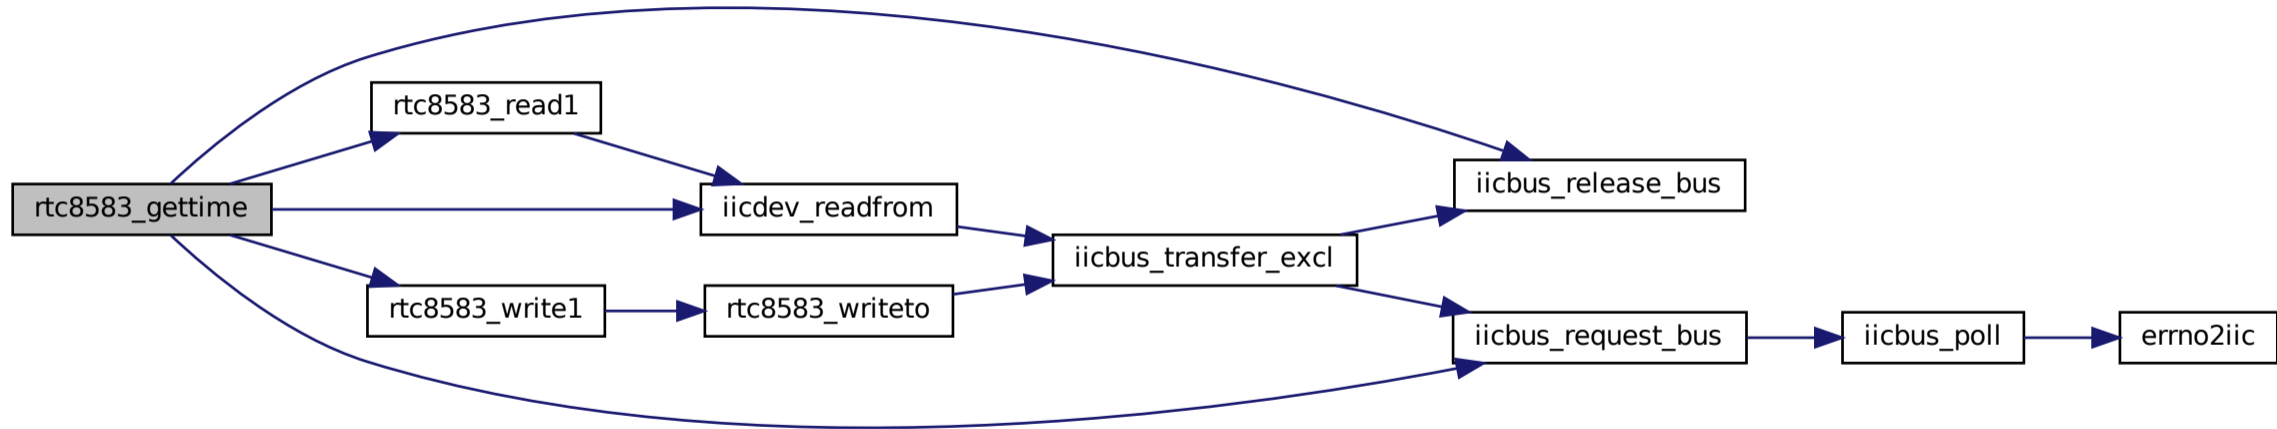 rtc8583_gettime
rtc8583_read1
iicdev_readfrom
rtc8583_write1
rtc8583_writeto
iicbus_transfer_excl
iicbus_release_bus
iicbus_request_bus
iicbus_poll
errno2iic